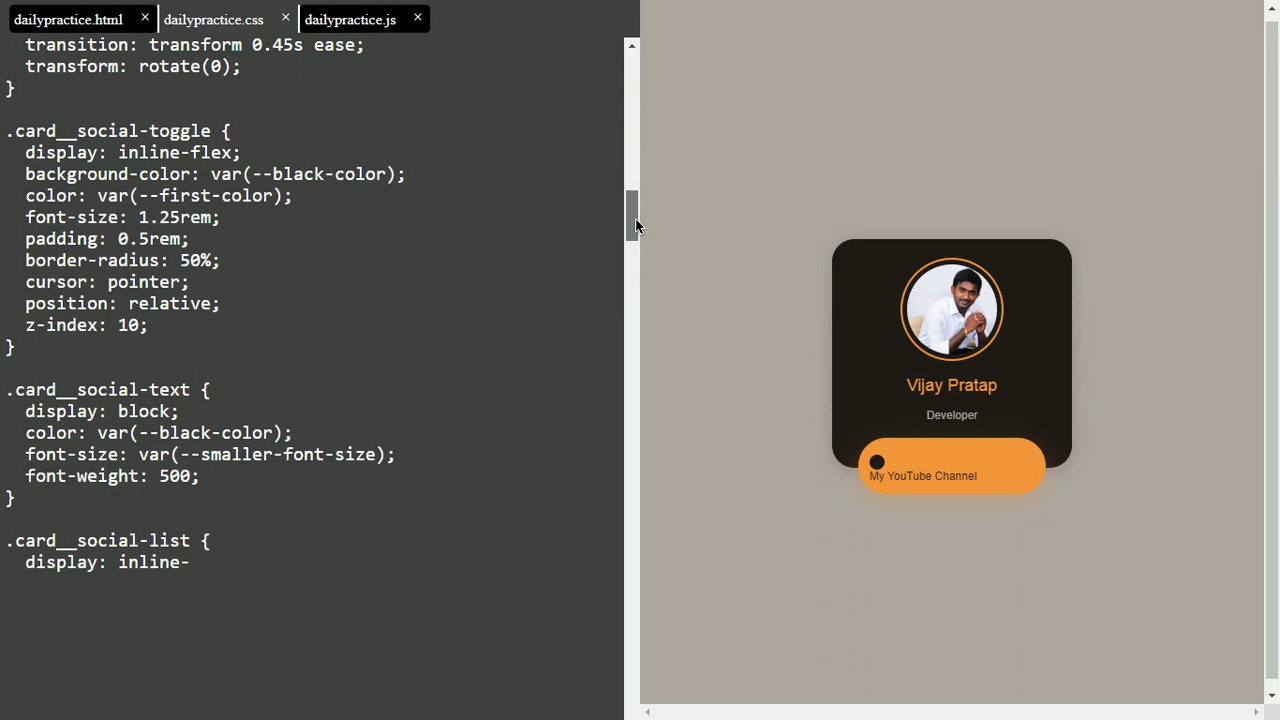 dailypractice.html × dailypractice.css × dailypractice.js ×
transition: transform 0.45s ease;
transform: rotate(0);
}
.card__social-toggle {
display: inline-flex;
background-color: var(--black-color);
color: var(--first-color);
font-size: 1.25rem;
padding: 0.5rem;
border-radius: 50%;
cursor: pointer;
position: relative;
z-index: 10;
}
.card__social-text {
display: block;
color: var(--black-color);
font-size: var(--smaller-font-size);
font-weight: 500;
}
.card__social-list {
display: inline-
Vijay Pratap
Developer
My YouTube Channel